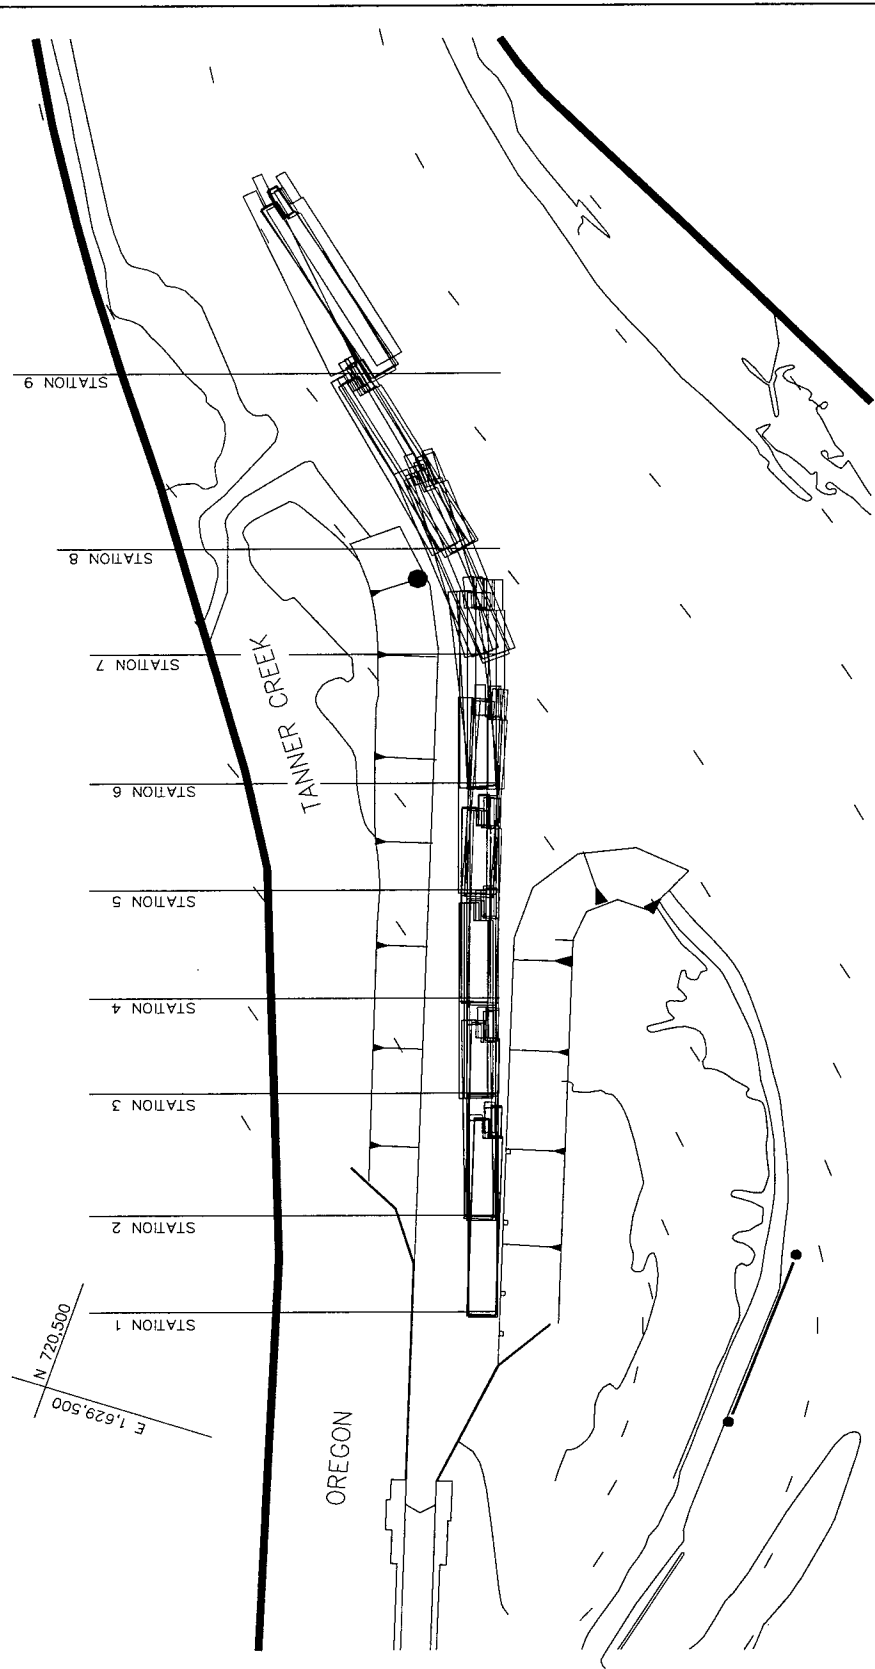 STATION 9
STATION 8
STATION 7
TANNER CREEK
STATION 6
STATION 5
STATION 4
STATION 3
STATION 2
STATION 1
N 720,500
E 1,629,500
OREGON